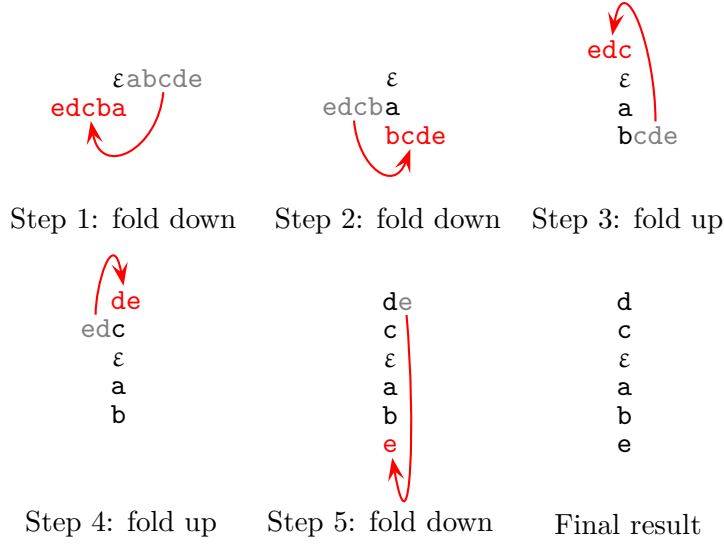 εabcde
edcba
Step 1: fold down
ε
edcba
bcde
Step 2: fold down
edc
ε
a
bcde
Step 3: fold up
de
edc
ε
a
b
Step 4: fold up
de
c
ε
a
b
e
Step 5: fold down
d
c
ε
a
b
e
Final result